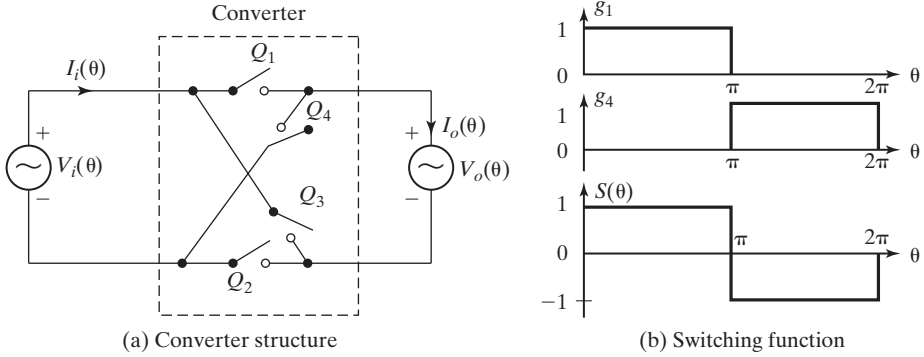 Converter
I_i(θ)
Q_1
Q_4
+
V_i(θ)
−
I_o(θ)
+
V_o(θ)
−
Q_3
Q_2
(a) Converter structure
g_1
1
0
π
2π
θ
g_4
1
0
π
2π
θ
S(θ)
1
0
π
2π
θ
−1
(b) Switching function